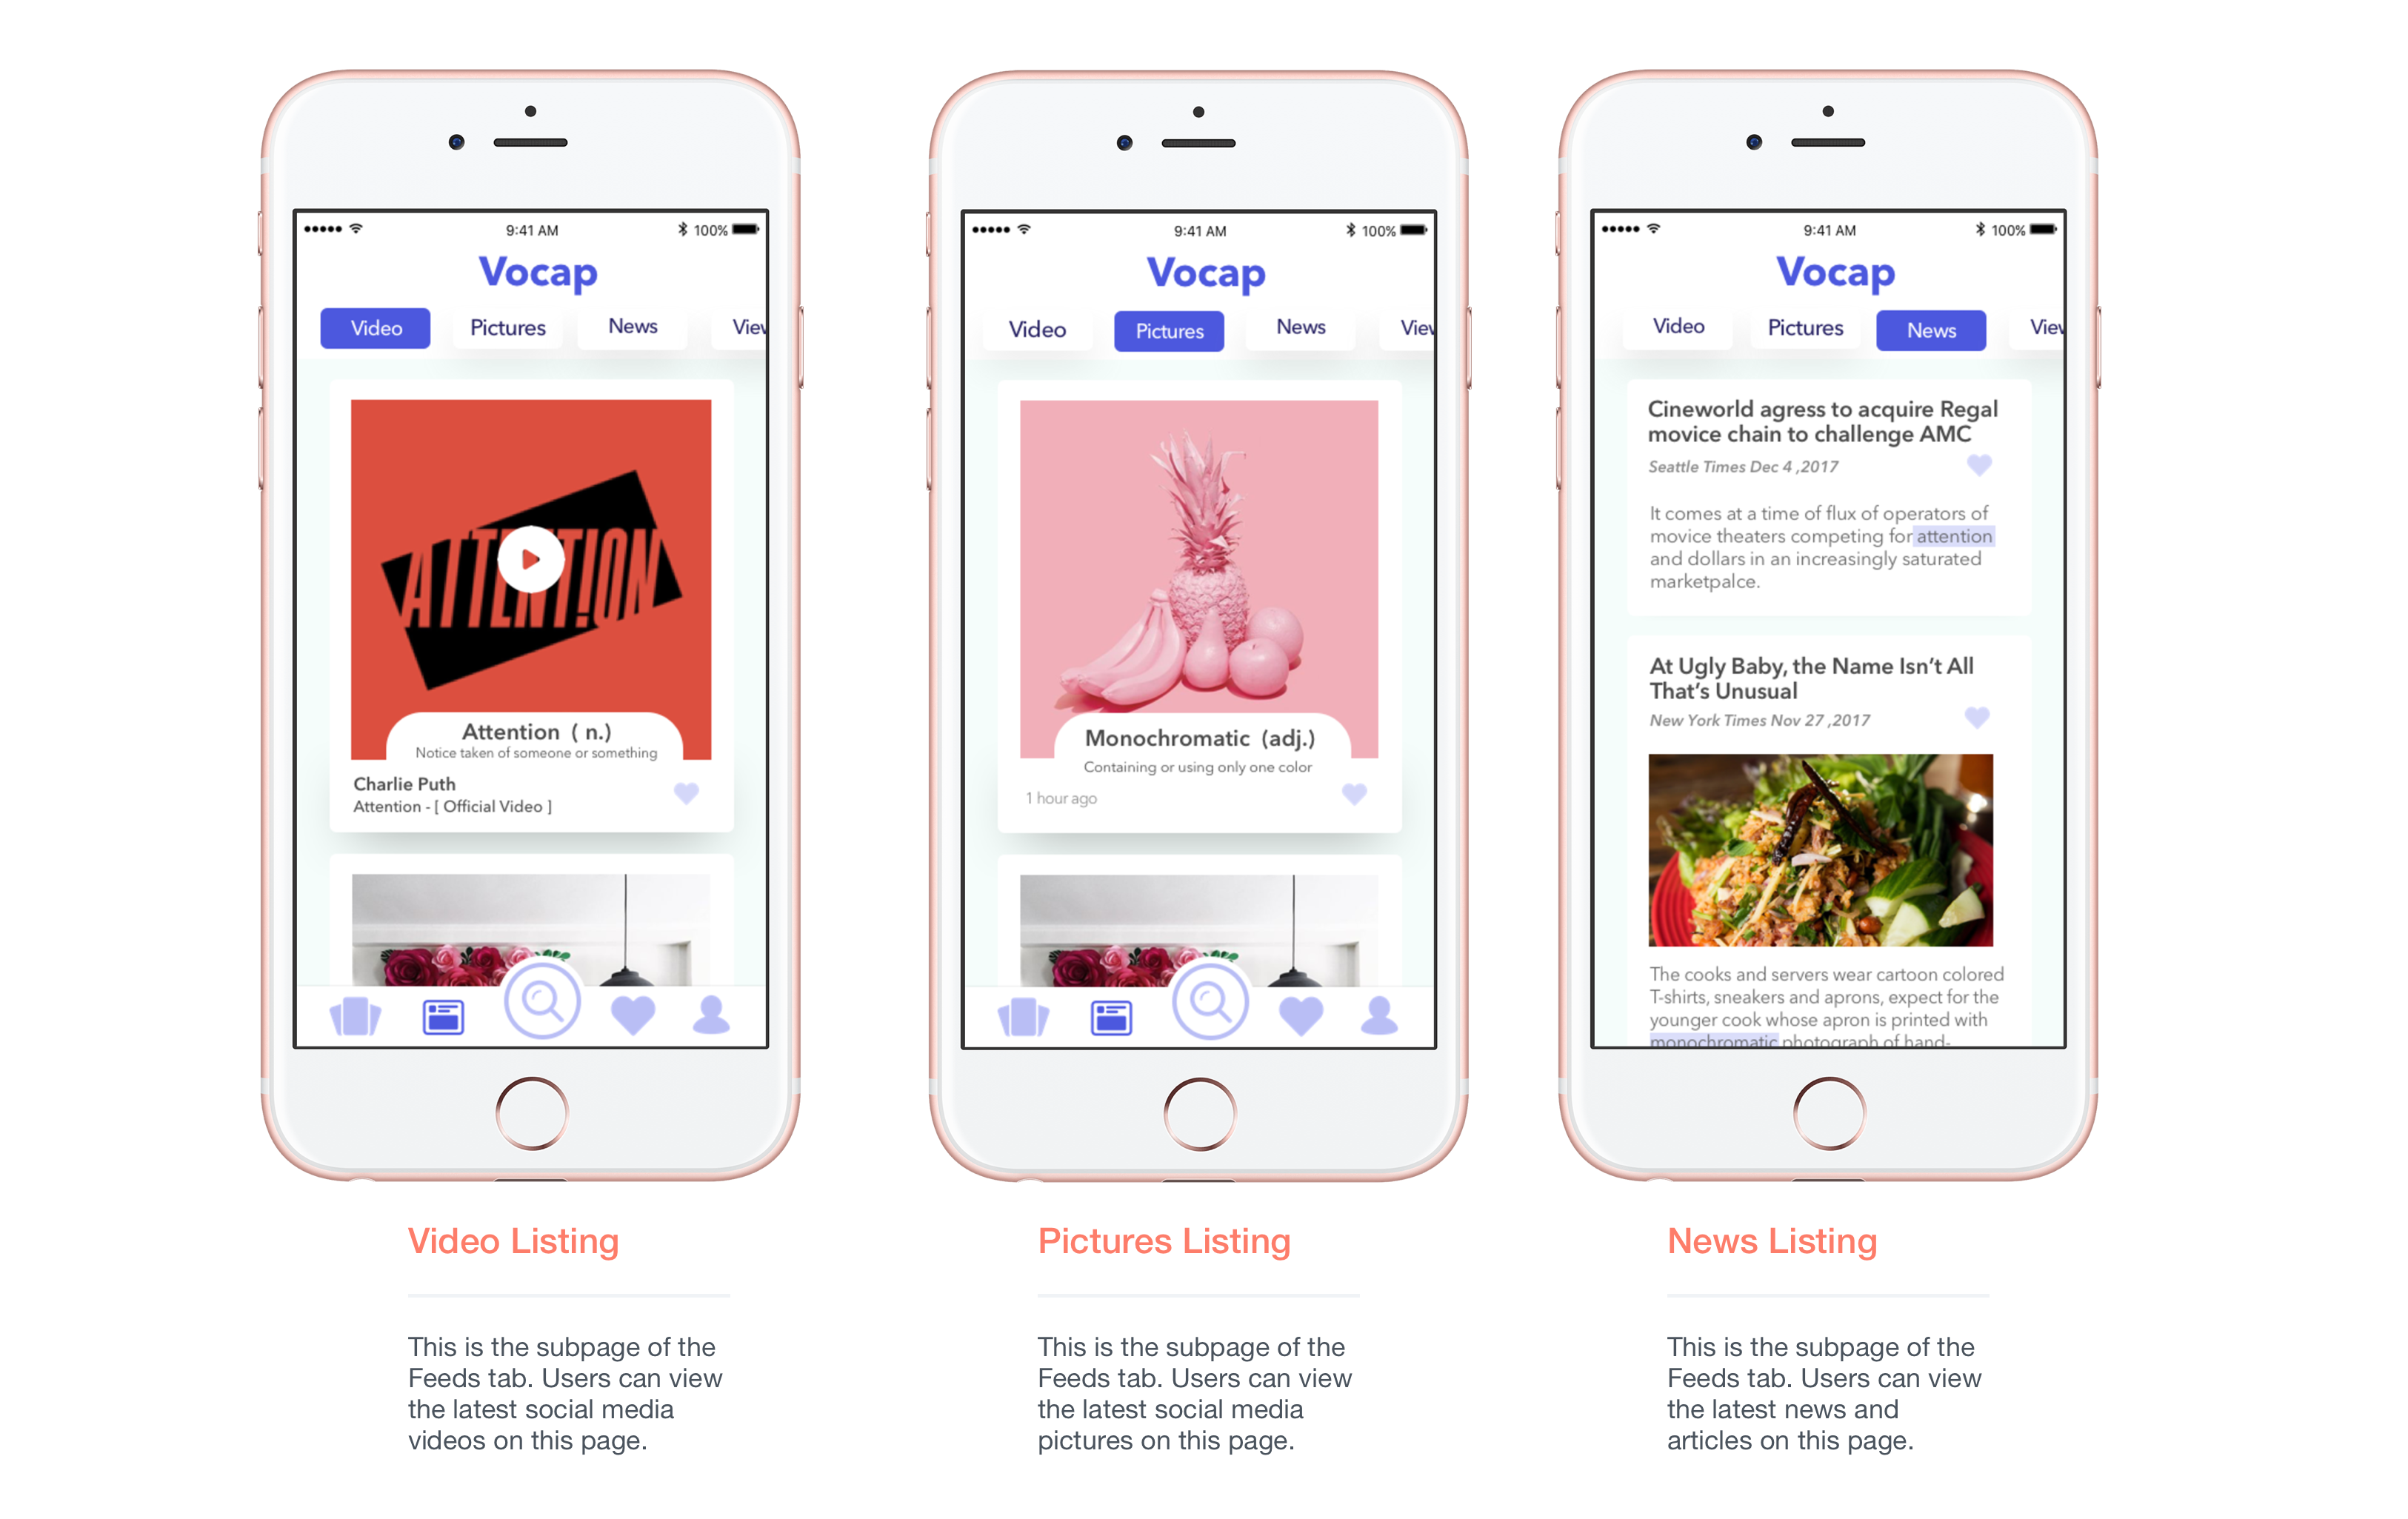 9:41 AM
100%
Vocap
Video
Pictures
News
View
ATTENT!ON
Attention ( n.)
Notice taken of someone or something
Charlie Puth
Attention - [ Official Video ]
Video Listing
This is the subpage of the
Feeds tab. Users can view
the latest social media
videos on this page.
9:41 AM
100%
Vocap
Video
Pictures
News
View
Monochromatic (adj.)
Containing or using only one color
1 hour ago
Pictures Listing
This is the subpage of the
Feeds tab. Users can view
the latest social media
pictures on this page.
9:41 AM
100%
Vocap
Video
Pictures
News
View
Cineworld agress to acquire Regal
movice chain to challenge AMC
Seattle Times Dec 4 ,2017
It comes at a time of flux of operators of
movice theaters competing for attention
and dollars in an increasingly saturated
marketpalce.
At Ugly Baby, the Name Isn't All
That's Unusual
New York Times Nov 27 ,2017
The cooks and servers wear cartoon colored
T-shirts, sneakers and aprons, expect for the
younger cook whose apron is printed with
monochromatic photograph of hand-
News Listing
This is the subpage of the
Feeds tab. Users can view
the latest news and
articles on this page.